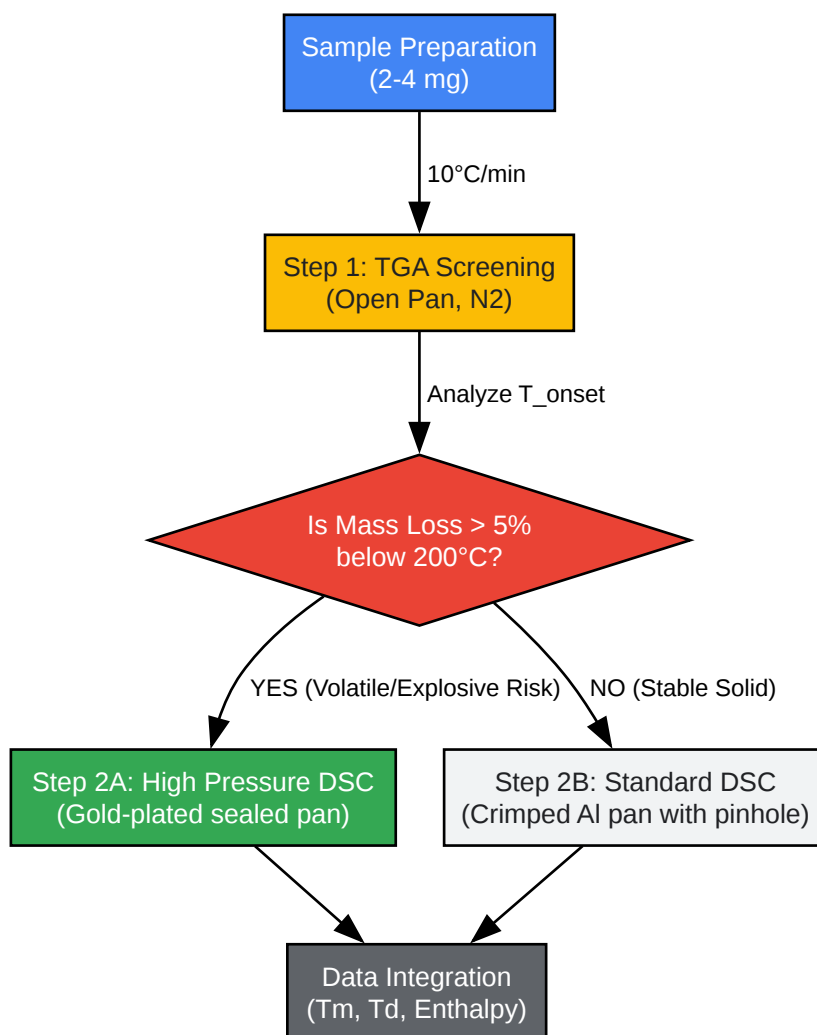 Sample Preparation
(2-4 mg)
10°C/min
Step 1: TGA Screening
(Open Pan, N2)
Analyze T_onset
Is Mass Loss > 5%
below 200°C?
YES (Volatile/Explosive Risk)
NO (Stable Solid)
Step 2A: High Pressure DSC
(Gold-plated sealed pan)
Step 2B: Standard DSC
(Crimped Al pan with pinhole)
Data Integration
(Tm, Td, Enthalpy)